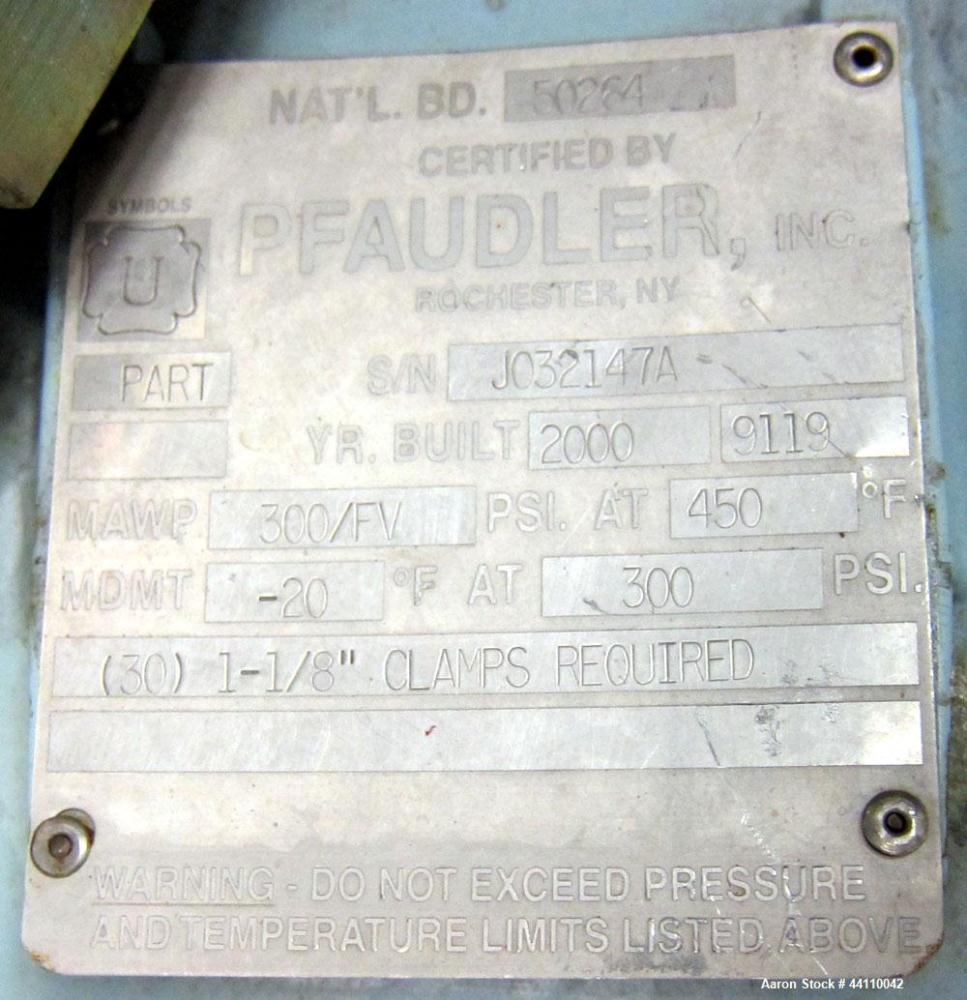 NAT'L. BD. 50264
CERTIFIED BY
SYMBOLS
PFAUDLER, INC.
U
ROCHESTER, NY
PART S/N J032147A
YR. BUILT 2000 9119
MAWP 300/FV PSI. AT 450 °F
MDMT -20 °F AT 300 PSI.
(30) 1-1/8" CLAMPS REQUIRED
WARNING - DO NOT EXCEED PRESSURE
AND TEMPERATURE LIMITS LISTED ABOVE
Aaron Stock # 44110042